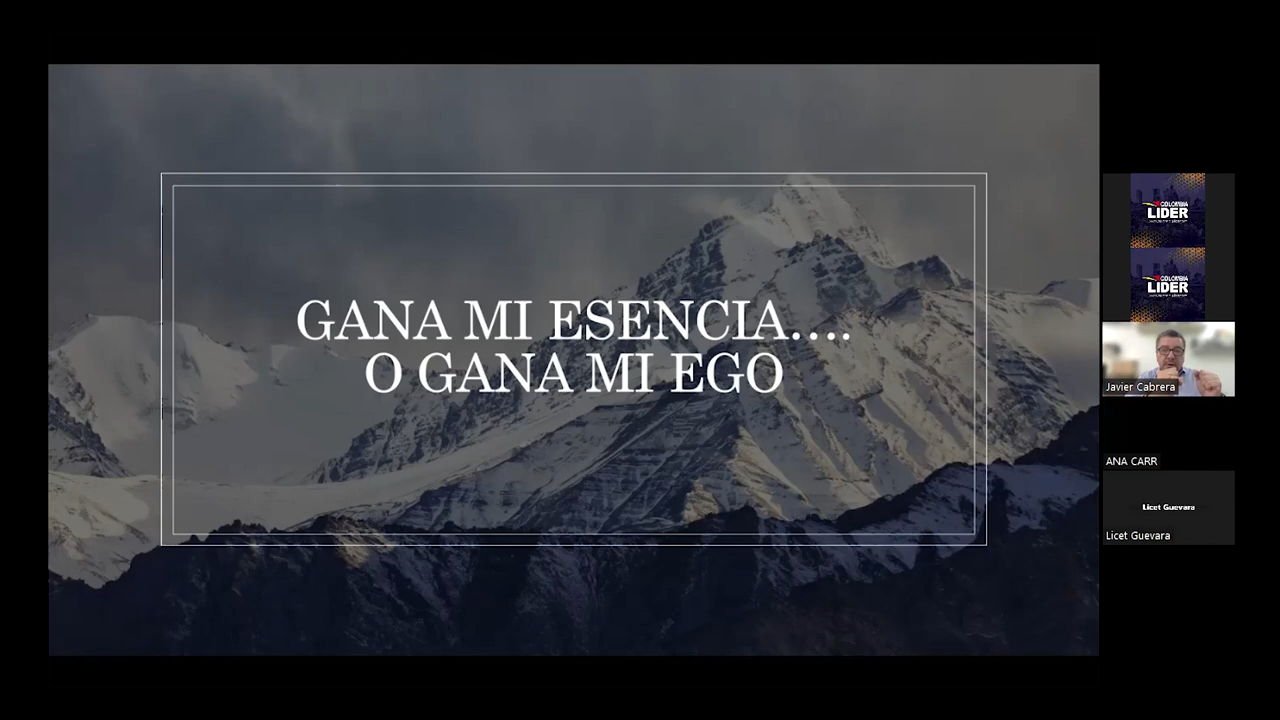 GANA MI ESENCIA....
O GANA MI EGO
COLOMBIA
LIDER
COLOMBIA
LIDER
Javier Cabrera
ANA CARR
Licet Guevara
Licet Guevara